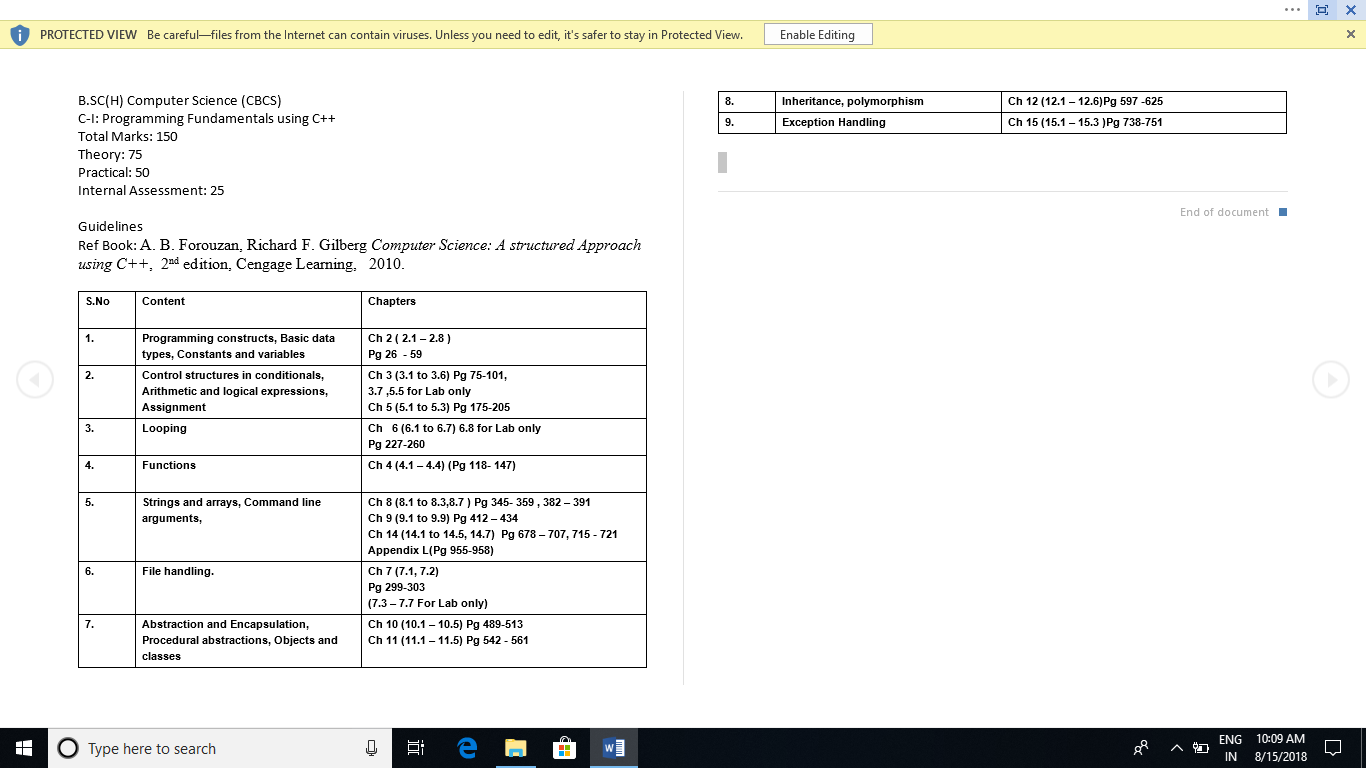 PROTECTED VIEW Be careful—files from the Internet can contain viruses. Unless you need to edit, it's safer to stay in Protected View. Enable Editing
B.SC(H) Computer Science (CBCS)
C-I: Programming Fundamentals using C++
Total Marks: 150
Theory: 75
Practical: 50
Internal Assessment: 25
Guidelines
Ref Book: A. B. Forouzan, Richard F. Gilberg Computer Science: A structured Approach
using C++, 2nd edition, Cengage Learning, 2010.
S.No Content Chapters
1. Programming constructs, Basic data Ch 2 ( 2.1 – 2.8 )
types, Constants and variables Pg 26 - 59
2. Control structures in conditionals, Ch 3 (3.1 to 3.6) Pg 75-101,
Arithmetic and logical expressions, 3.7 ,5.5 for Lab only
Assignment Ch 5 (5.1 to 5.3) Pg 175-205
3. Looping Ch 6 (6.1 to 6.7) 6.8 for Lab only
Pg 227-260
4. Functions Ch 4 (4.1 – 4.4) (Pg 118- 147)
5. Strings and arrays, Command line Ch 8 (8.1 to 8.3,8.7 ) Pg 345- 359 , 382 – 391
arguments, Ch 9 (9.1 to 9.9) Pg 412 – 434
Ch 14 (14.1 to 14.5, 14.7) Pg 678 – 707, 715 - 721
Appendix L(Pg 955-958)
6. File handling. Ch 7 (7.1, 7.2)
Pg 299-303
(7.3 – 7.7 For Lab only)
7. Abstraction and Encapsulation, Ch 10 (10.1 – 10.5) Pg 489-513
Procedural abstractions, Objects and Ch 11 (11.1 – 11.5) Pg 542 - 561
classes
8. Inheritance, polymorphism Ch 12 (12.1 – 12.6)Pg 597 -625
9. Exception Handling Ch 15 (15.1 – 15.3 )Pg 738-751
End of document
Type here to search
ENG 10:09 AM
IN 8/15/2018